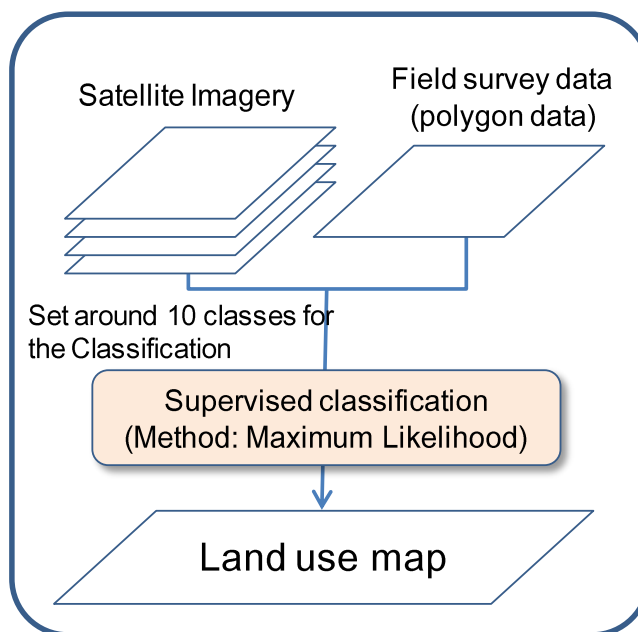 Satellite Imagery
Field survey data
(polygon data)
Set around 10 classes for
the Classification
Supervised classification
(Method: Maximum Likelihood)
Land use map